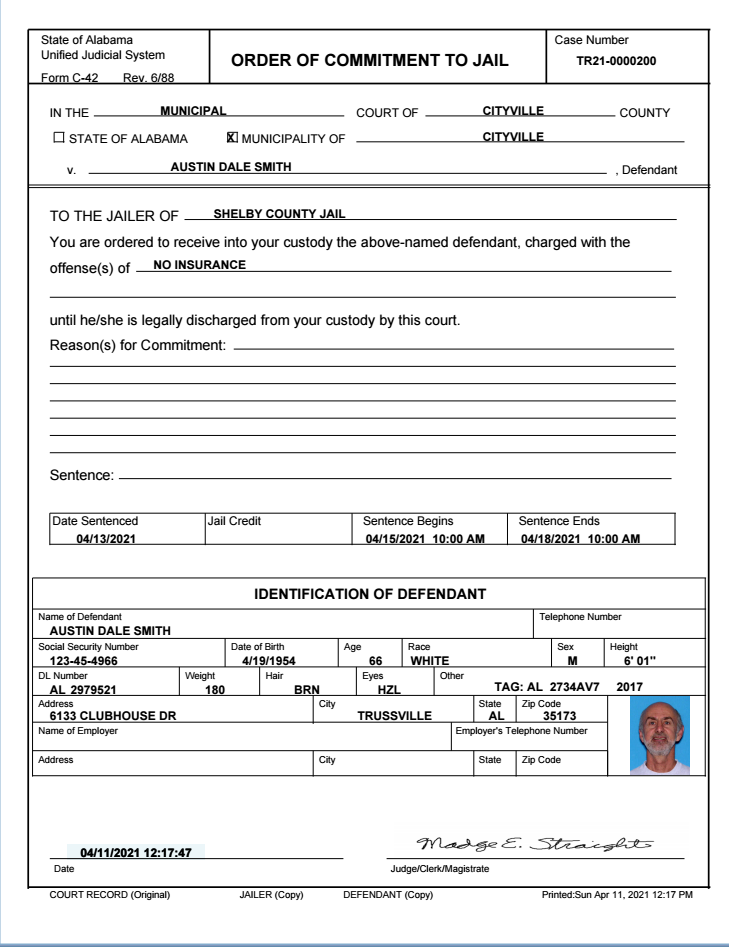 State of Alabama
Unified Judicial System
Form C-42 Rev. 6/88
ORDER OF COMMITMENT TO JAIL
Case Number
TR21-0000200
IN THE MUNICIPAL COURT OF CITYVILLE COUNTY
STATE OF ALABAMA X MUNICIPALITY OF CITYVILLE
v. AUSTIN DALE SMITH , Defendant
TO THE JAILER OF SHELBY COUNTY JAIL
You are ordered to receive into your custody the above-named defendant, charged with the
offense(s) of NO INSURANCE
until he/she is legally discharged from your custody by this court.
Reason(s) for Commitment:
Sentence:
Date Sentenced Jail Credit Sentence Begins Sentence Ends
04/13/2021 04/15/2021 10:00 AM 04/18/2021 10:00 AM
IDENTIFICATION OF DEFENDANT
Name of Defendant Telephone Number
AUSTIN DALE SMITH
Social Security Number Date of Birth Age Race Sex Height
123-45-4966 4/19/1954 66 WHITE M 6' 01"
DL Number Weight Hair Eyes Other
AL 2979521 180 BRN HZL TAG: AL 2734AV7 2017
Address City State Zip Code
6133 CLUBHOUSE DR TRUSSVILLE AL 35173
Name of Employer Employer's Telephone Number
Address City State Zip Code
04/11/2021 12:17:47 Madge E. Straight
Date Judge/Clerk/Magistrate
COURT RECORD (Original) JAILER (Copy) DEFENDANT (Copy) Printed:Sun Apr 11, 2021 12:17 PM